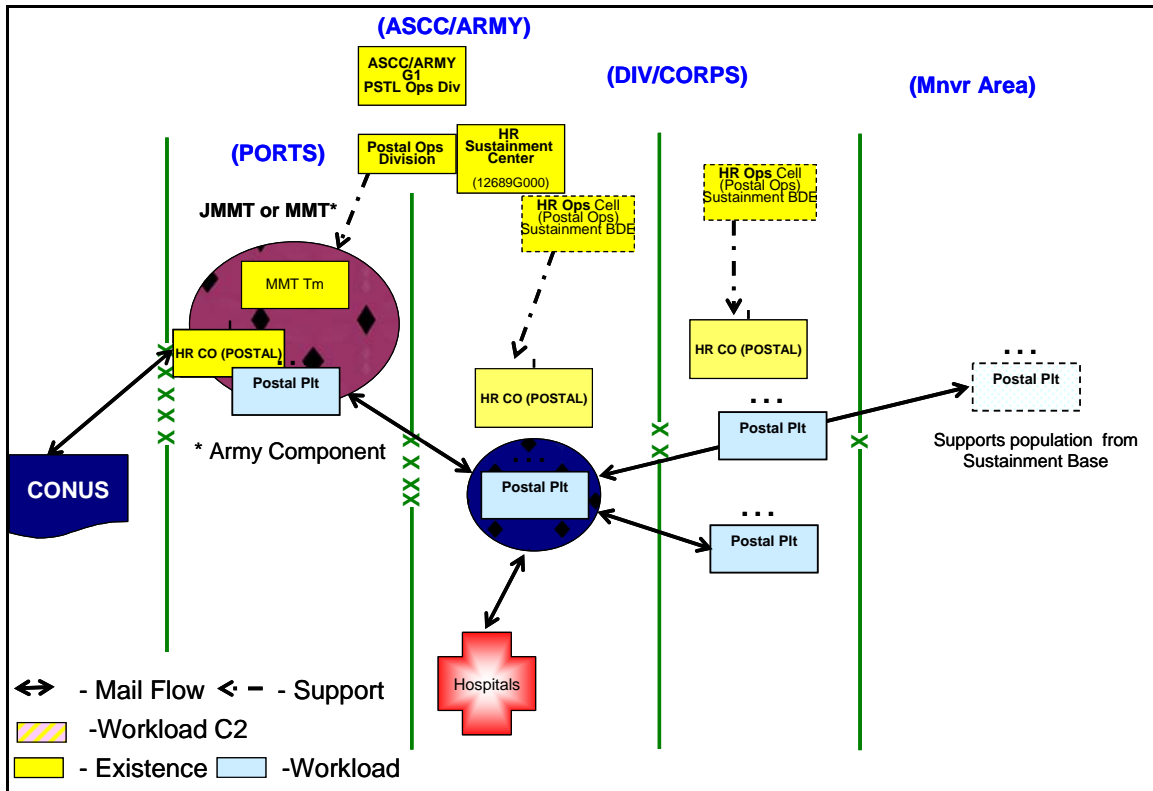 (ASCC/ARMY)
ASCC/ARMY
G1
PSTL Ops Div
(DIV/CORPS)
(Mnvr Area)
(PORTS)
Postal Ops
Division
HR
Sustainment
Center
(12689G000)
HR Ops Cell
(Postal Ops)
Sustainment BDE
HR Ops Cell
(Postal Ops)
Sustainment BDE
JMMT or MMT*
MMT Tm
HR CO (POSTAL)
...
Postal Plt
* Army Component
HR CO (POSTAL)
HR CO (POSTAL)
...
Postal Plt
...
Postal Plt
...
Postal Plt
...
Postal Plt
Supports population from
Sustainment Base
X X X X X
X X
XX
X X
X
CONUS
Hospitals
- Mail Flow
- Support
-Workload C2
- Existence
-Workload